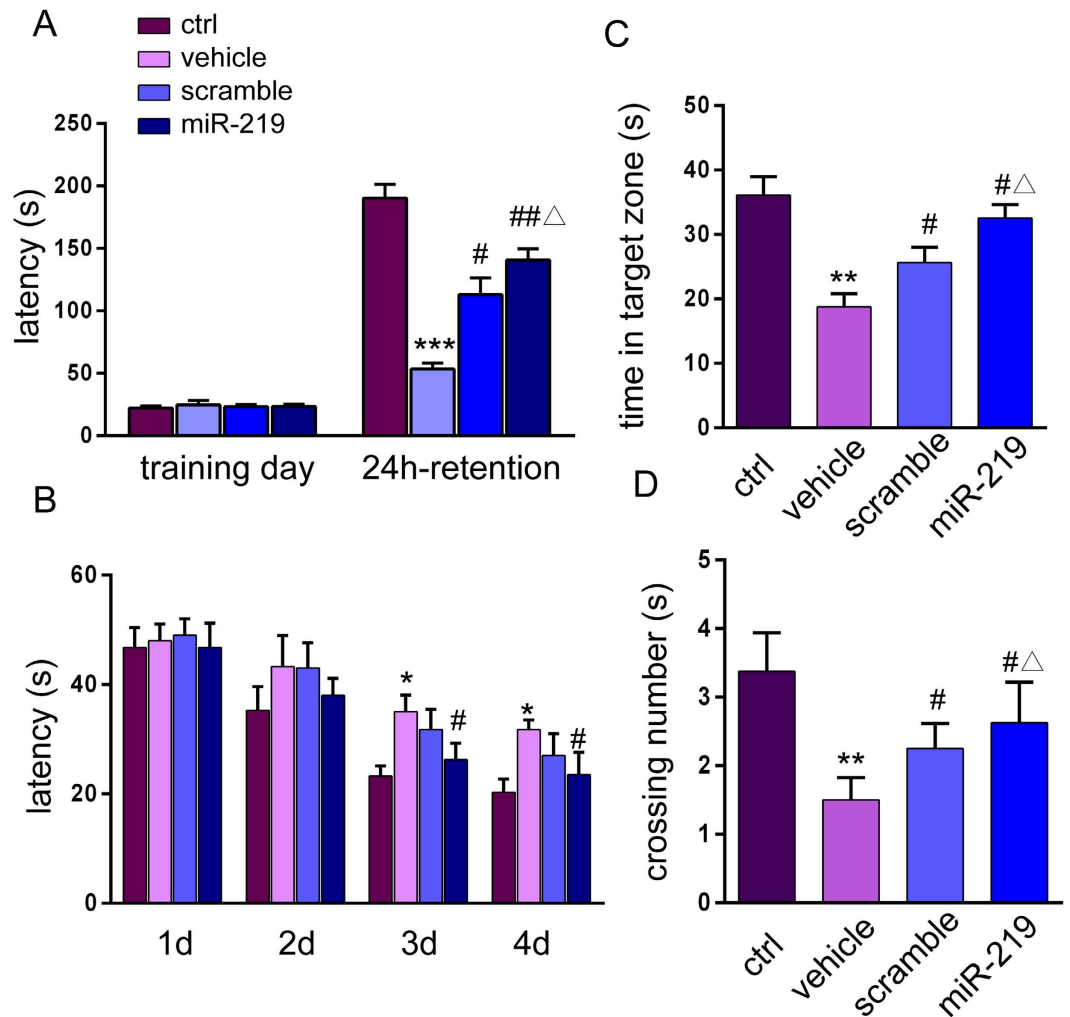 A
ctrl
vehicle
scramble
miR-219
250
200
150
100
50
0
latency (s)
***
#
##△
training day
24h-retention
B
60
40
20
0
latency (s)
*
#
*
#
1d
2d
3d
4d
C
50
40
30
20
10
0
time in target zone (s)
**
#
#△
ctrl
vehicle
scramble
miR-219
D
5
4
3
2
1
0
crossing number (s)
**
#
#△
ctrl
vehicle
scramble
miR-219